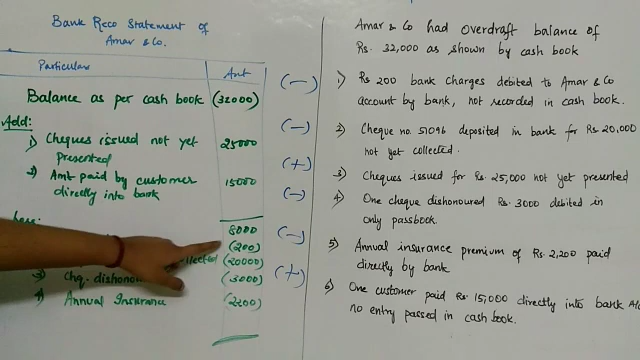 Bank Reco Statement of
Amar & Co.
Particulars Amt
Balance as per cash book (32000)
Add:
1) Cheques issued not yet presented 25000
2) Amt paid by customer directly into bank 15000
8000
(200)
collected (20000)
3) Chq. dishono (3000)
4) Annual Insurance (2200)
(-)
(-)
(+)
(-)
(-)
(+)
Amar & Co had Overdraft balance of
Rs. 32,000 as shown by cash book
1) Rs 200 bank charges debited to Amar & Co
account by bank, not recorded in cash book.
2) Cheque no. 51096 deposited in bank for Rs 20,000
not yet collected.
3) Cheques issued for Rs. 25,000 not yet presented
4) One cheque dishonoured Rs. 3000 debited in
only passbook.
5) Annual insurance premium of Rs. 2,200 paid
directly by bank
6) One customer paid Rs 15,000 directly into bank A/c
no entry passed in cash book.